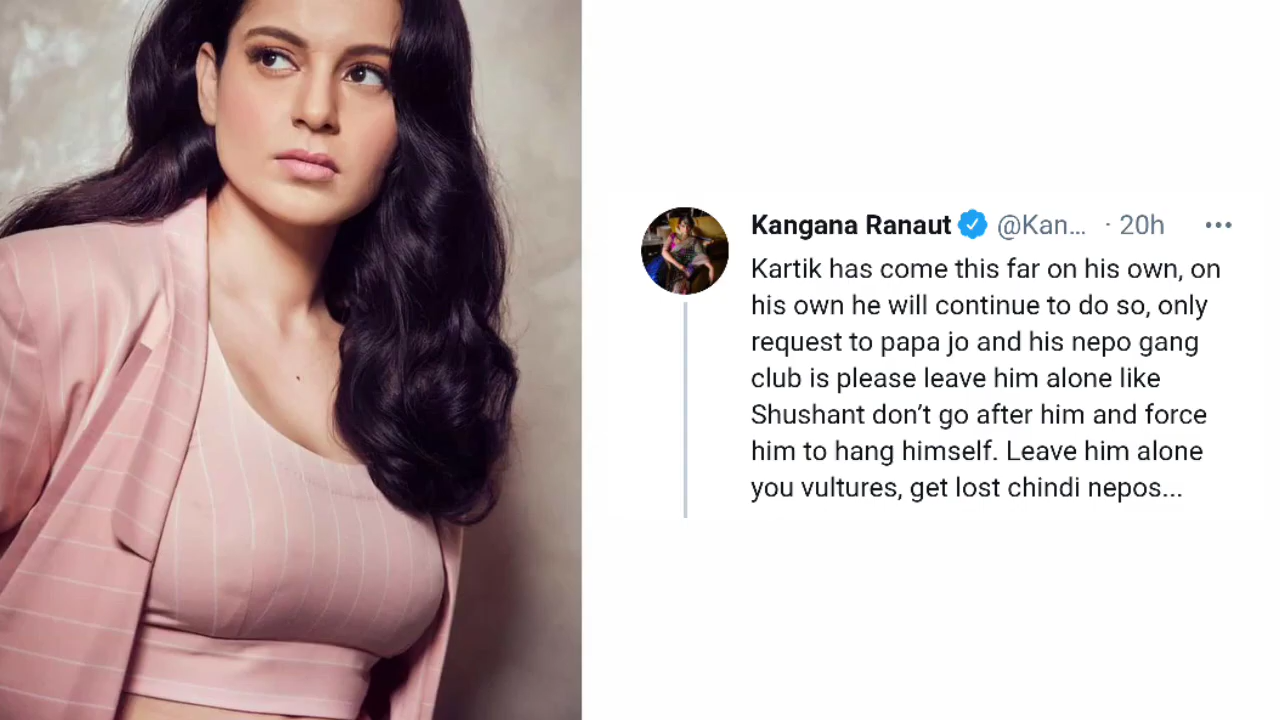 Kangana Ranaut @Kan... · 20h ...
Kartik has come this far on his own, on
his own he will continue to do so, only
request to papa jo and his nepo gang
club is please leave him alone like
Shushant don’t go after him and force
him to hang himself. Leave him alone
you vultures, get lost chindi nepos...